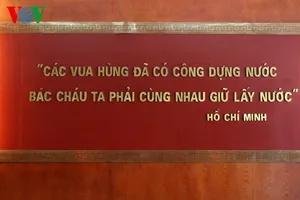 VOV
"CÁC VUA HÙNG ĐÃ CÓ CÔNG DỰNG NƯỚC
BÁC CHÁU TA PHẢI CÙNG NHAU GIỮ LẤY NƯỚC"
HỒ CHÍ MINH